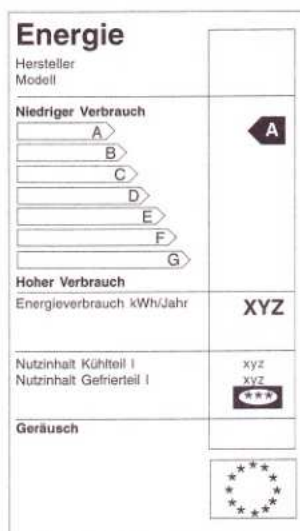 Energie
Hersteller
Modell
Niedriger Verbrauch
A
A
B
C
D
E
F
G
Hoher Verbrauch
Energieverbrauch kWh/Jahr XYZ
Nutzinhalt Kühlteil l xyz
Nutzinhalt Gefrierteil l xyz
***
Geräusch